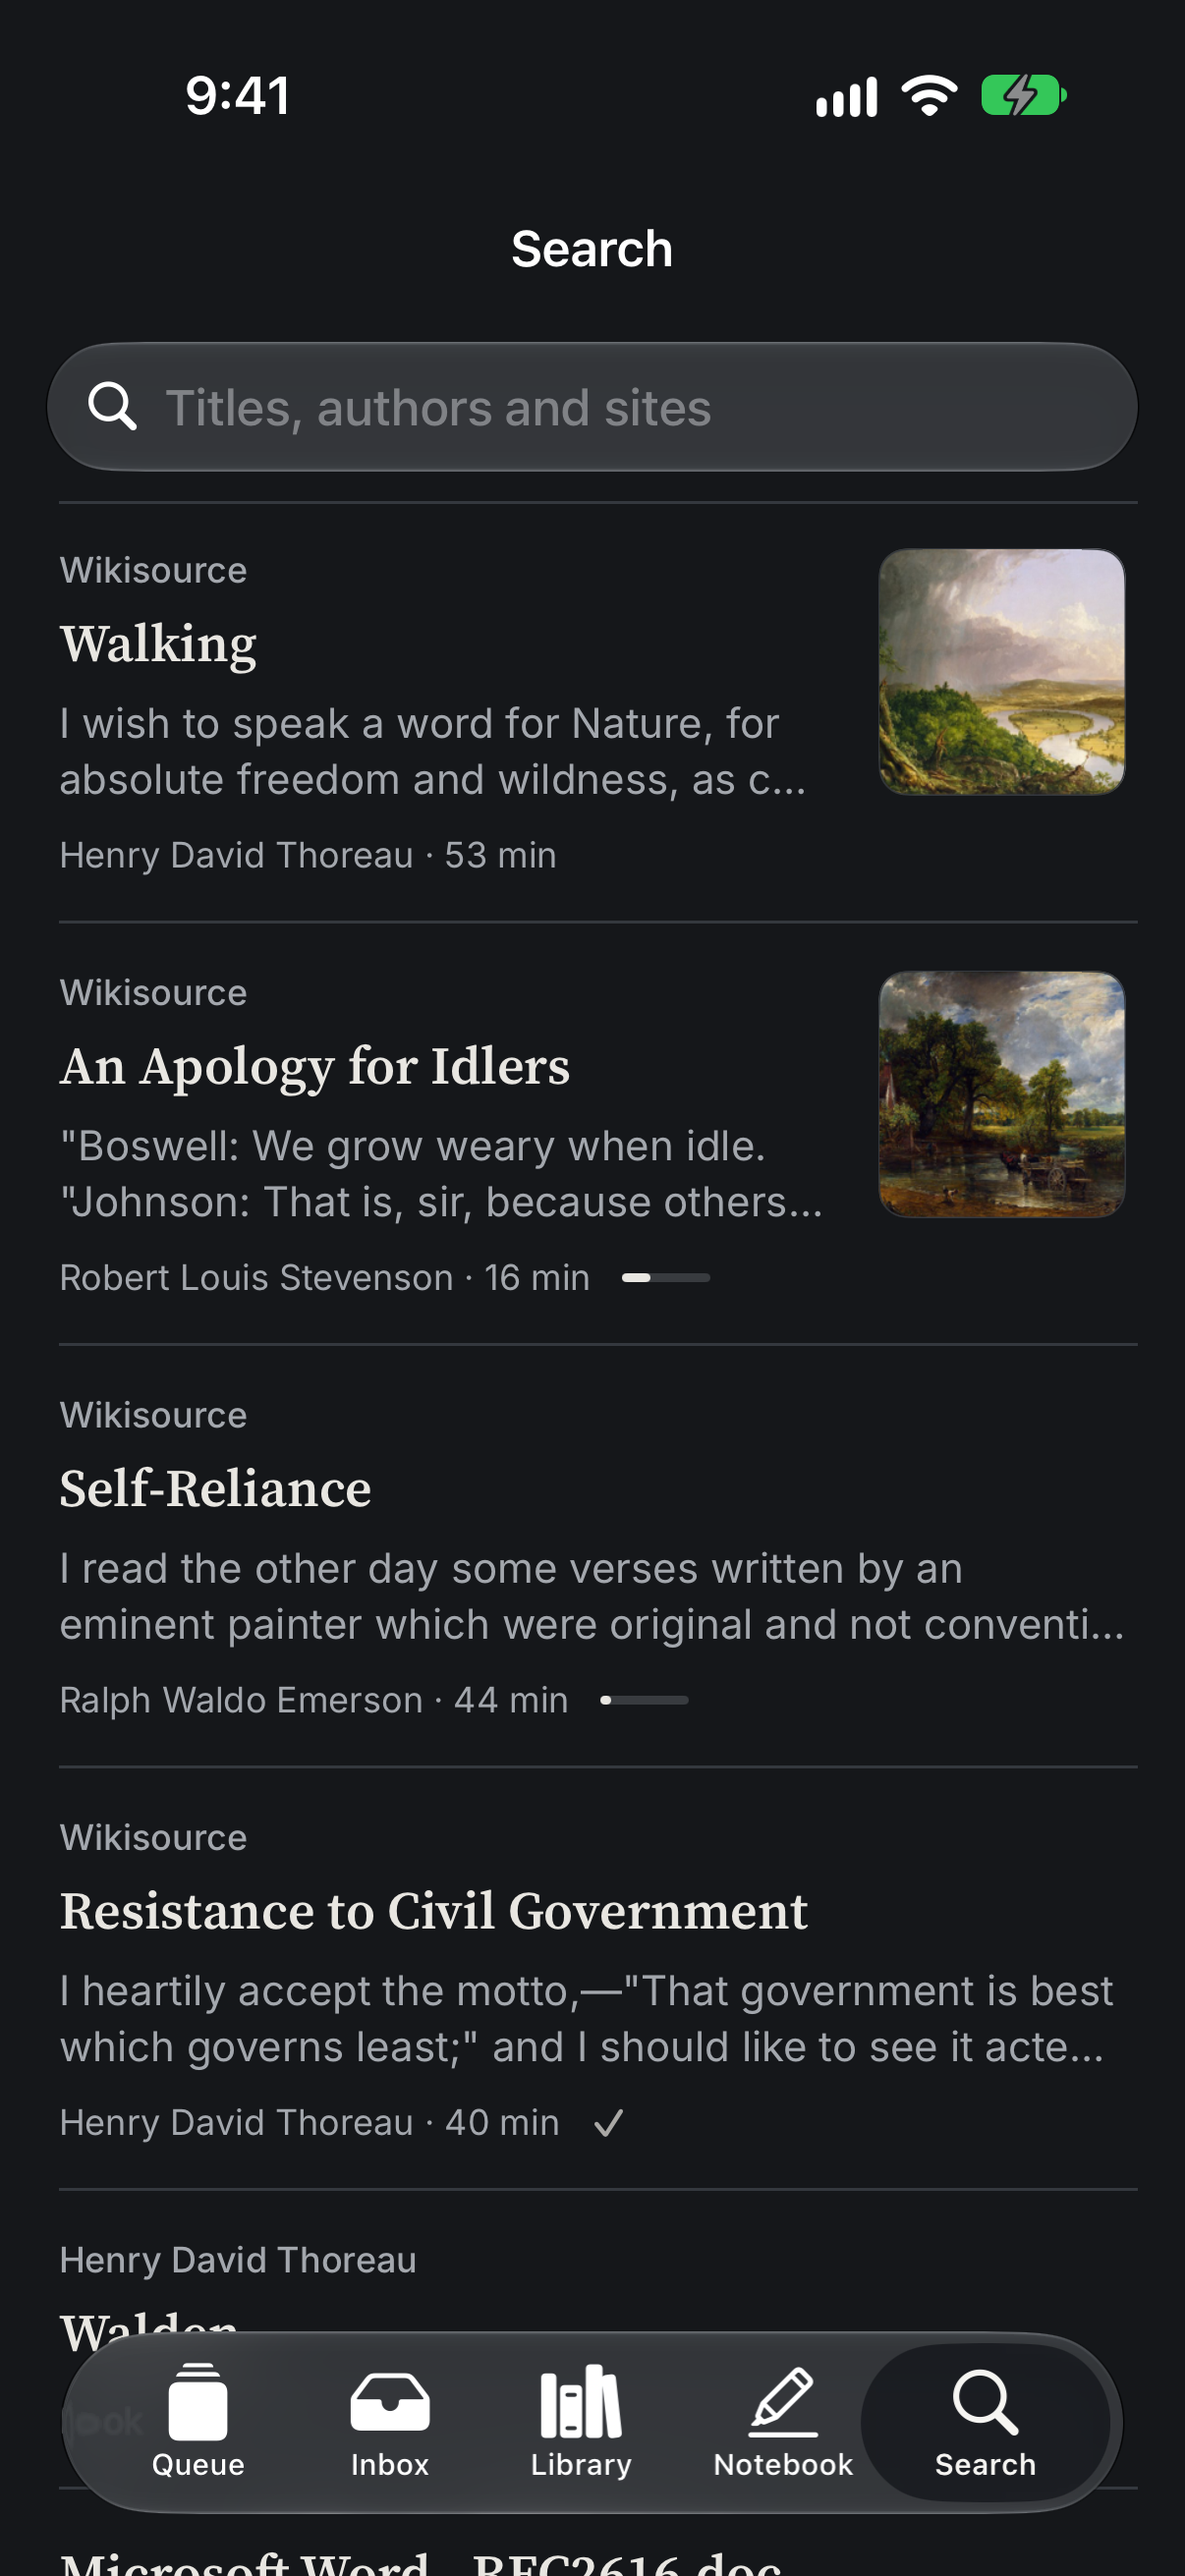 9:41
Search
Titles, authors and sites
Wikisource
Walking
I wish to speak a word for Nature, for
absolute freedom and wildness, as c...
Henry David Thoreau · 53 min
Wikisource
An Apology for Idlers
"Boswell: We grow weary when idle.
"Johnson: That is, sir, because others...
Robert Louis Stevenson · 16 min
Wikisource
Self-Reliance
I read the other day some verses written by an
eminent painter which were original and not conventi...
Ralph Waldo Emerson · 44 min
Wikisource
Resistance to Civil Government
I heartily accept the motto,—"That government is best
which governs least;" and I should like to see it acte...
Henry David Thoreau · 40 min
Henry David Thoreau
Walden
Queue
Inbox
Library
Notebook
Search
Microsoft Word - RFC2616.doc